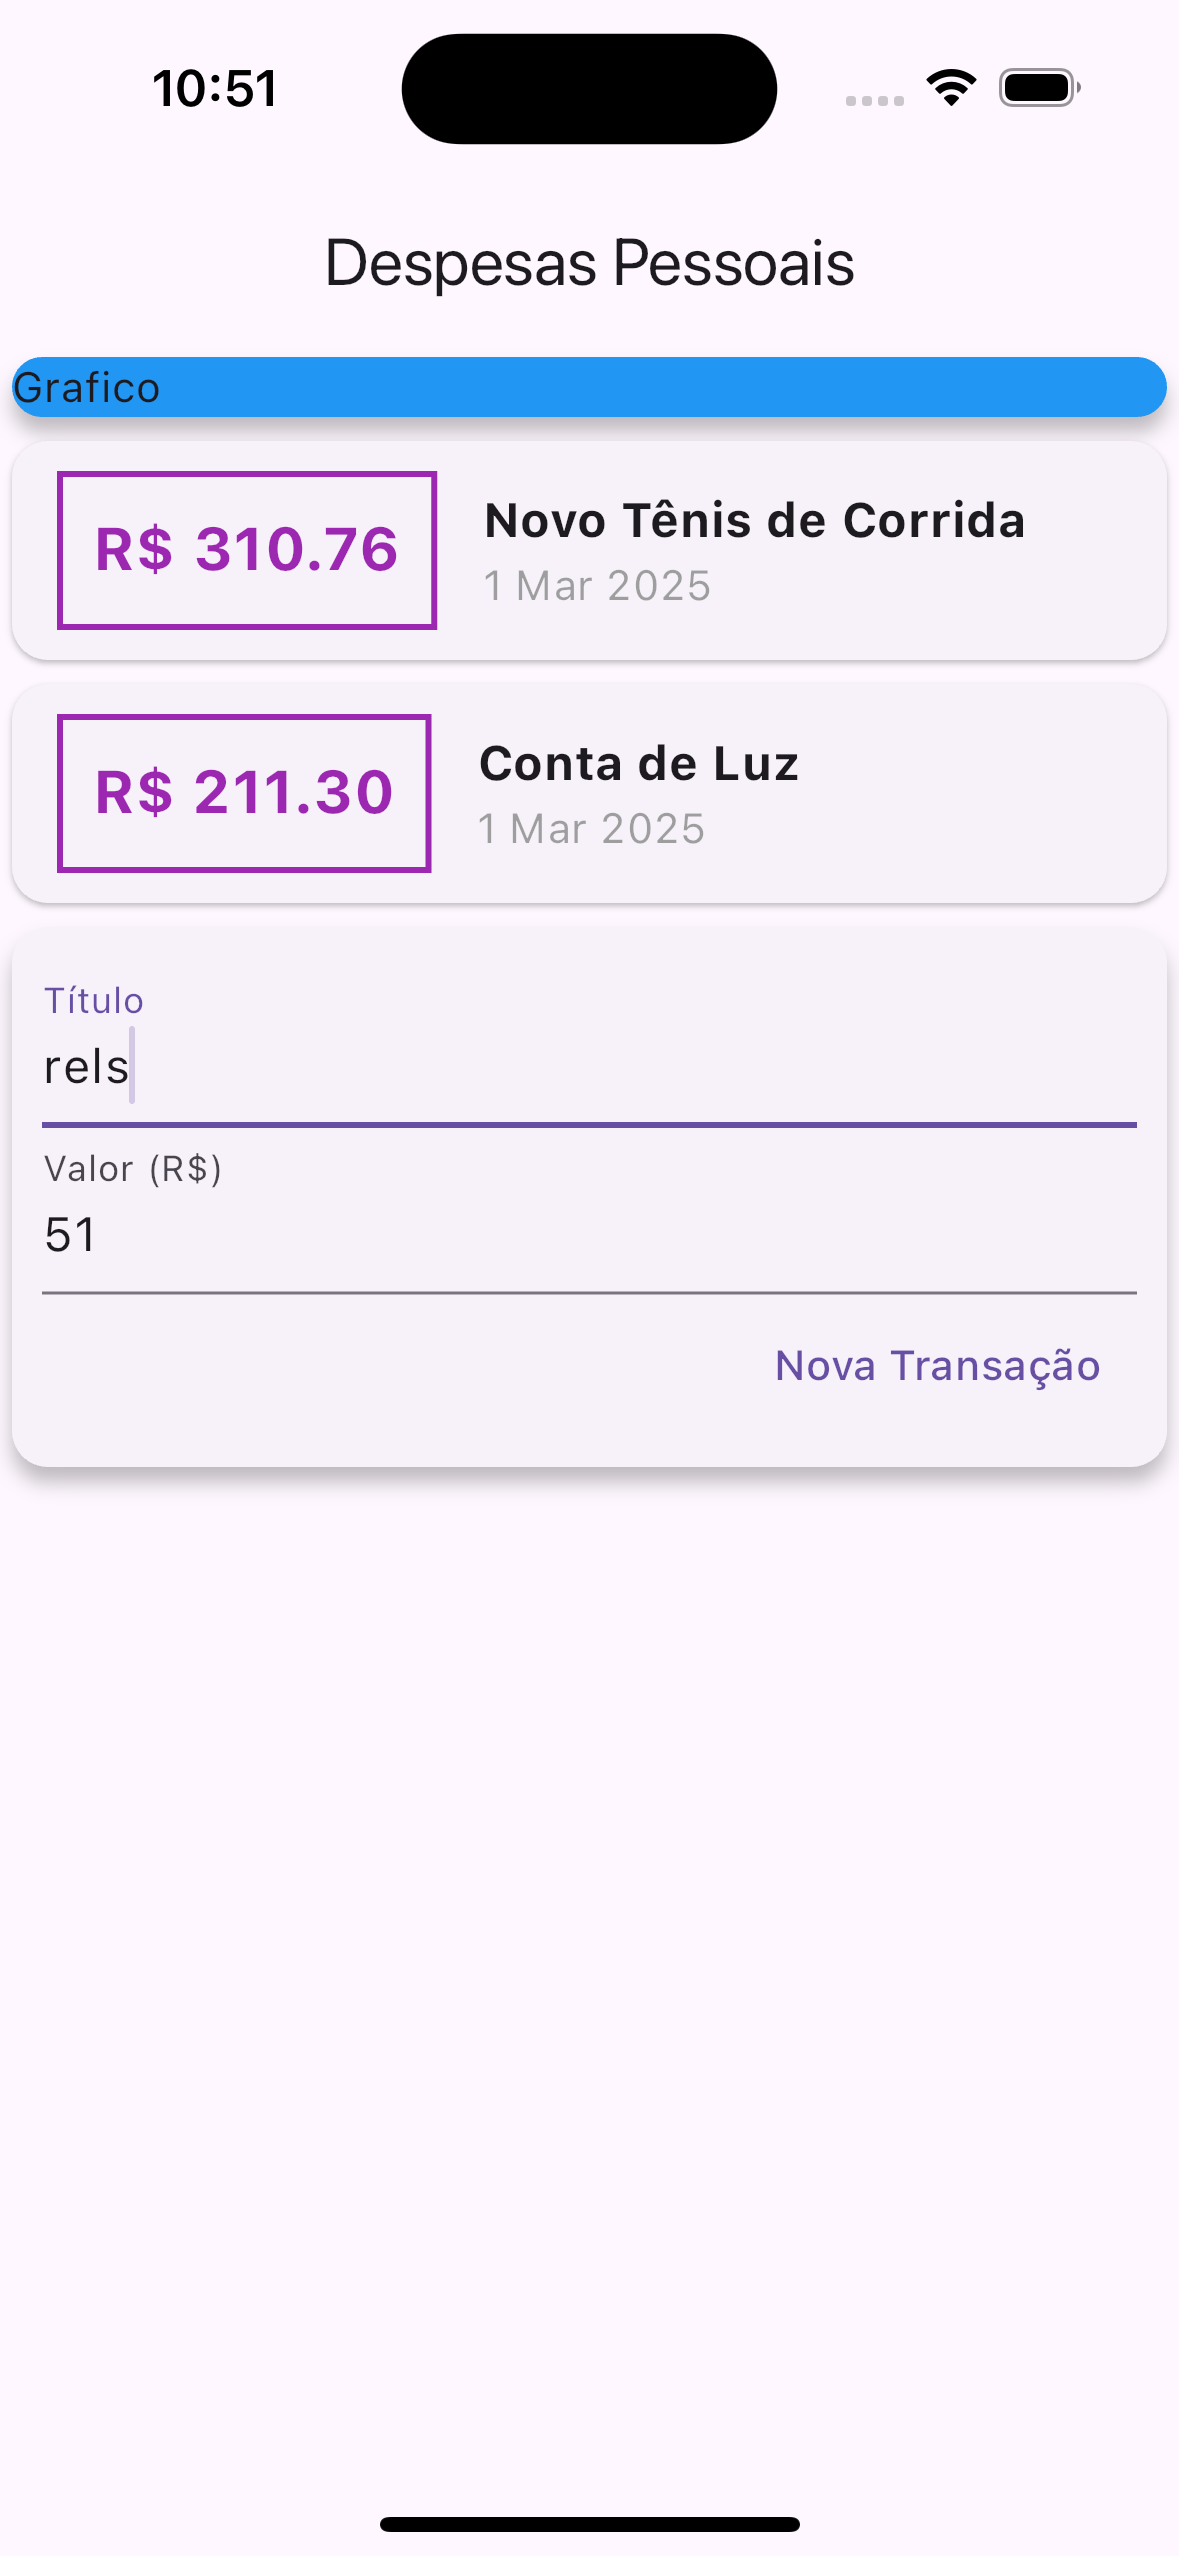 10:51
Despesas Pessoais
Grafico
R$ 310.76
Novo Tênis de Corrida
1 Mar 2025
R$ 211.30
Conta de Luz
1 Mar 2025
Título
rels
Valor (R$)
51
Nova Transação